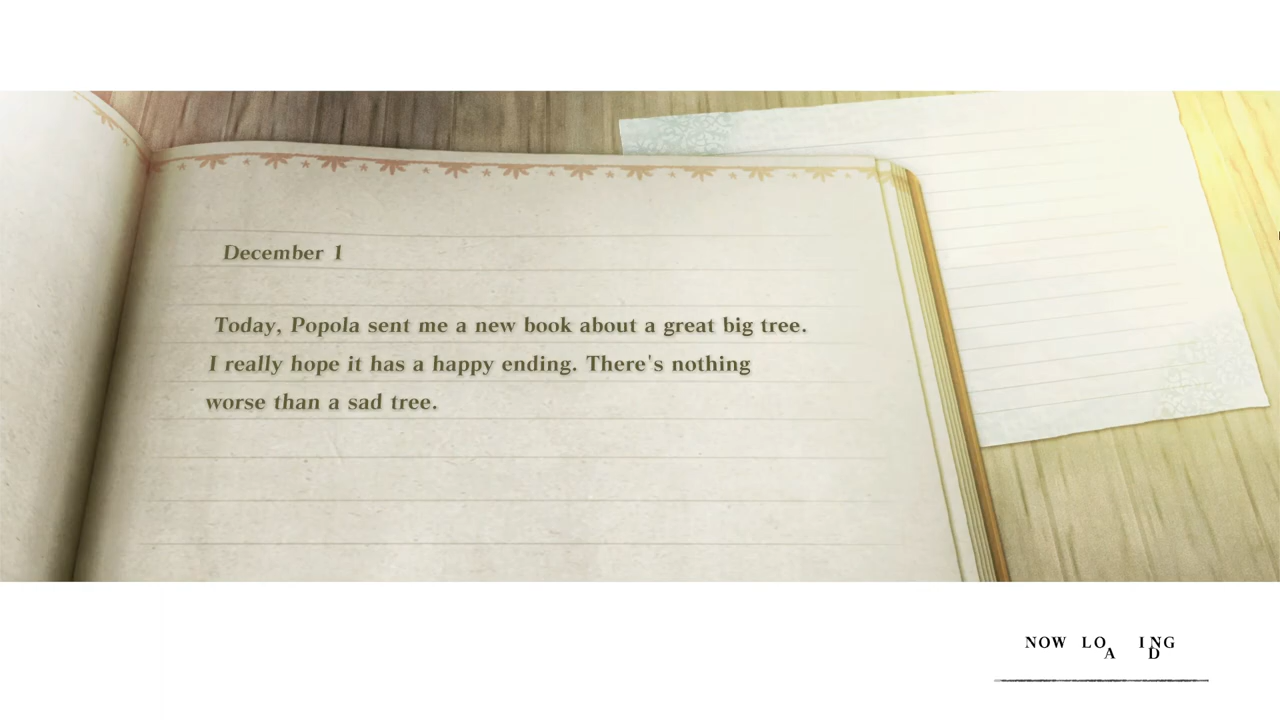 December 1
Today, Popola sent me a new book about a great big tree.
I really hope it has a happy ending. There's nothing
worse than a sad tree.
NOW LOADING